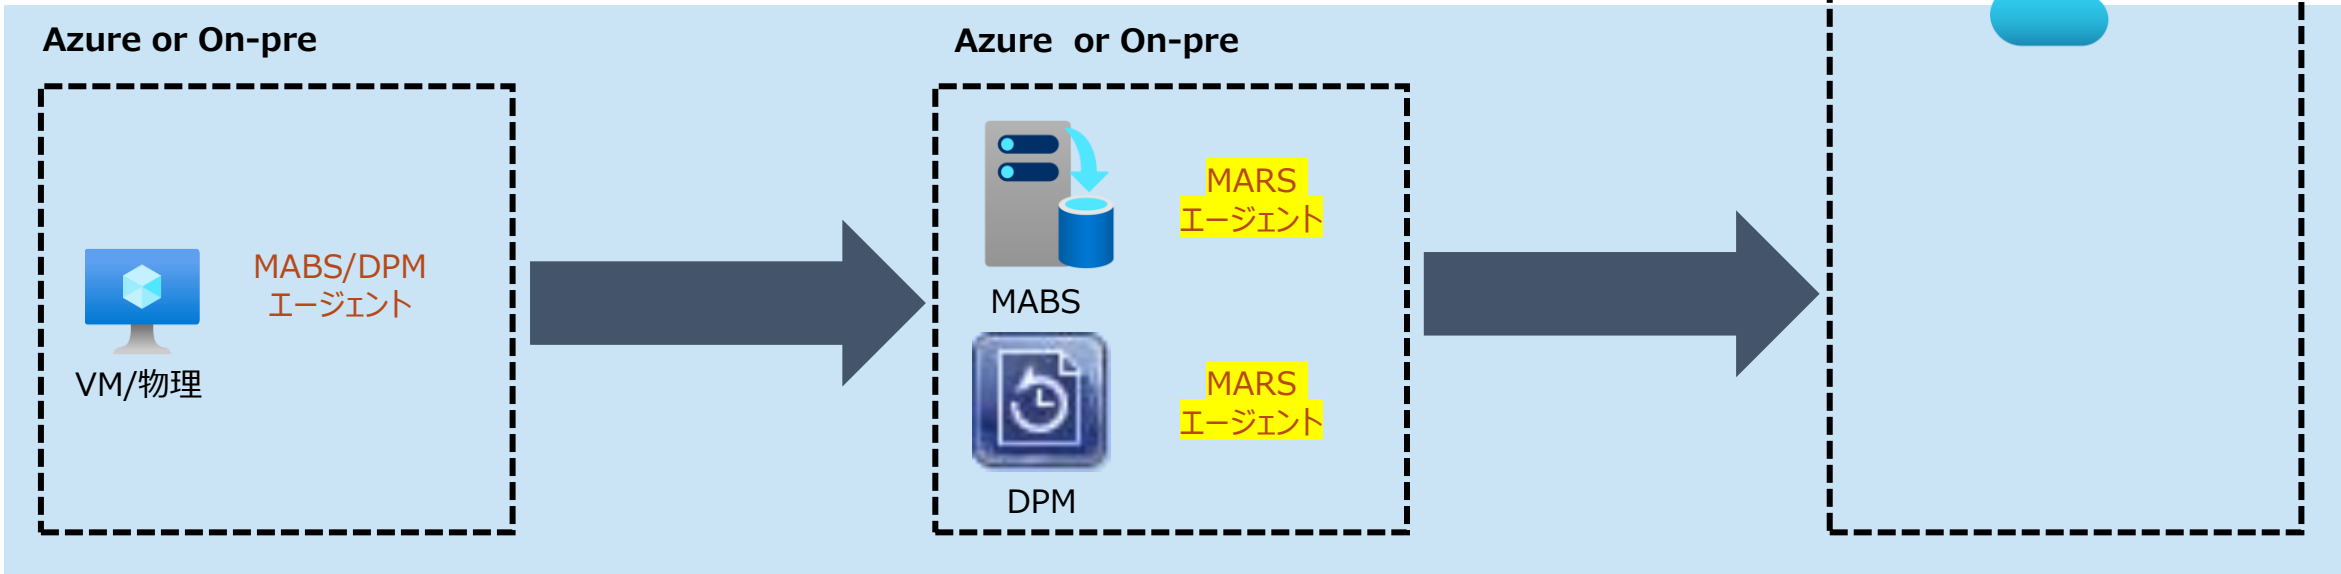 Azure or On-pre
MABS/DPM
エージェント
VM/物理
Azure or On-pre
MARS
エージェント
MABS
MARS
エージェント
DPM